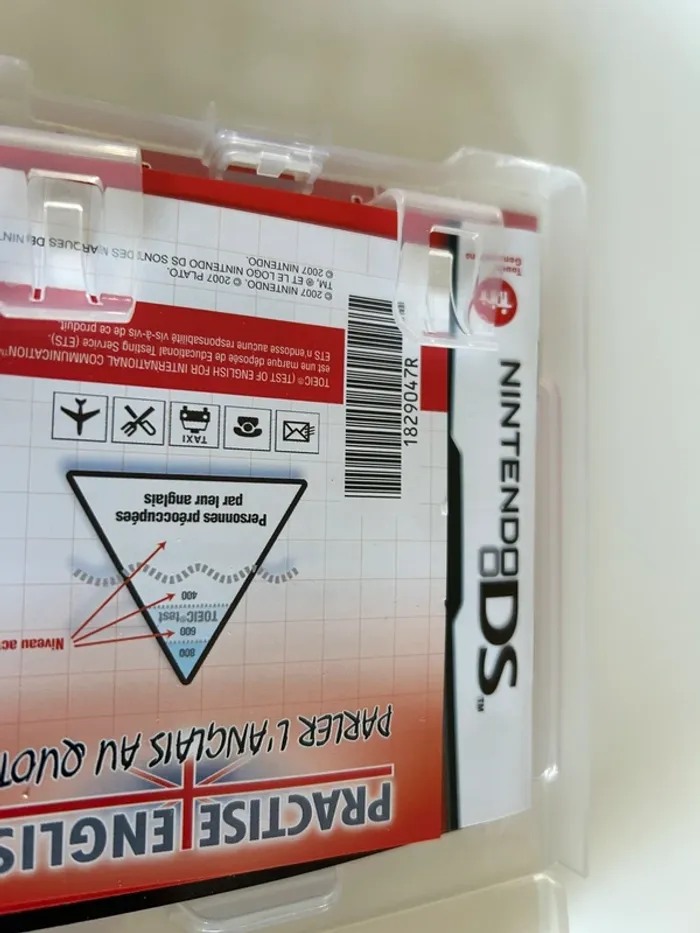 PRACTISE ENGLIS
PARLER L'ANGLAIS AU QUOT
800
600
TOEIC® test
400
Niveau ac
Personnes préoccupées
par leur anglais
TAXI
1829047R
TOEIC® (TEST OF ENGLISH FOR INTERNATIONAL COMMUNICATION™)
est une marque déposée de Educational Testing Service (ETS).
ETS n'endosse aucune responsabilité vis-à-vis de ce produit.
© 2007 NINTENDO. © 2007 PLATO.
TM, ® ET LE LOGO NINTENDO DS SONT DES MARQUES DE NINT
© 2007 NINTENDO.
NINTENDO DS™